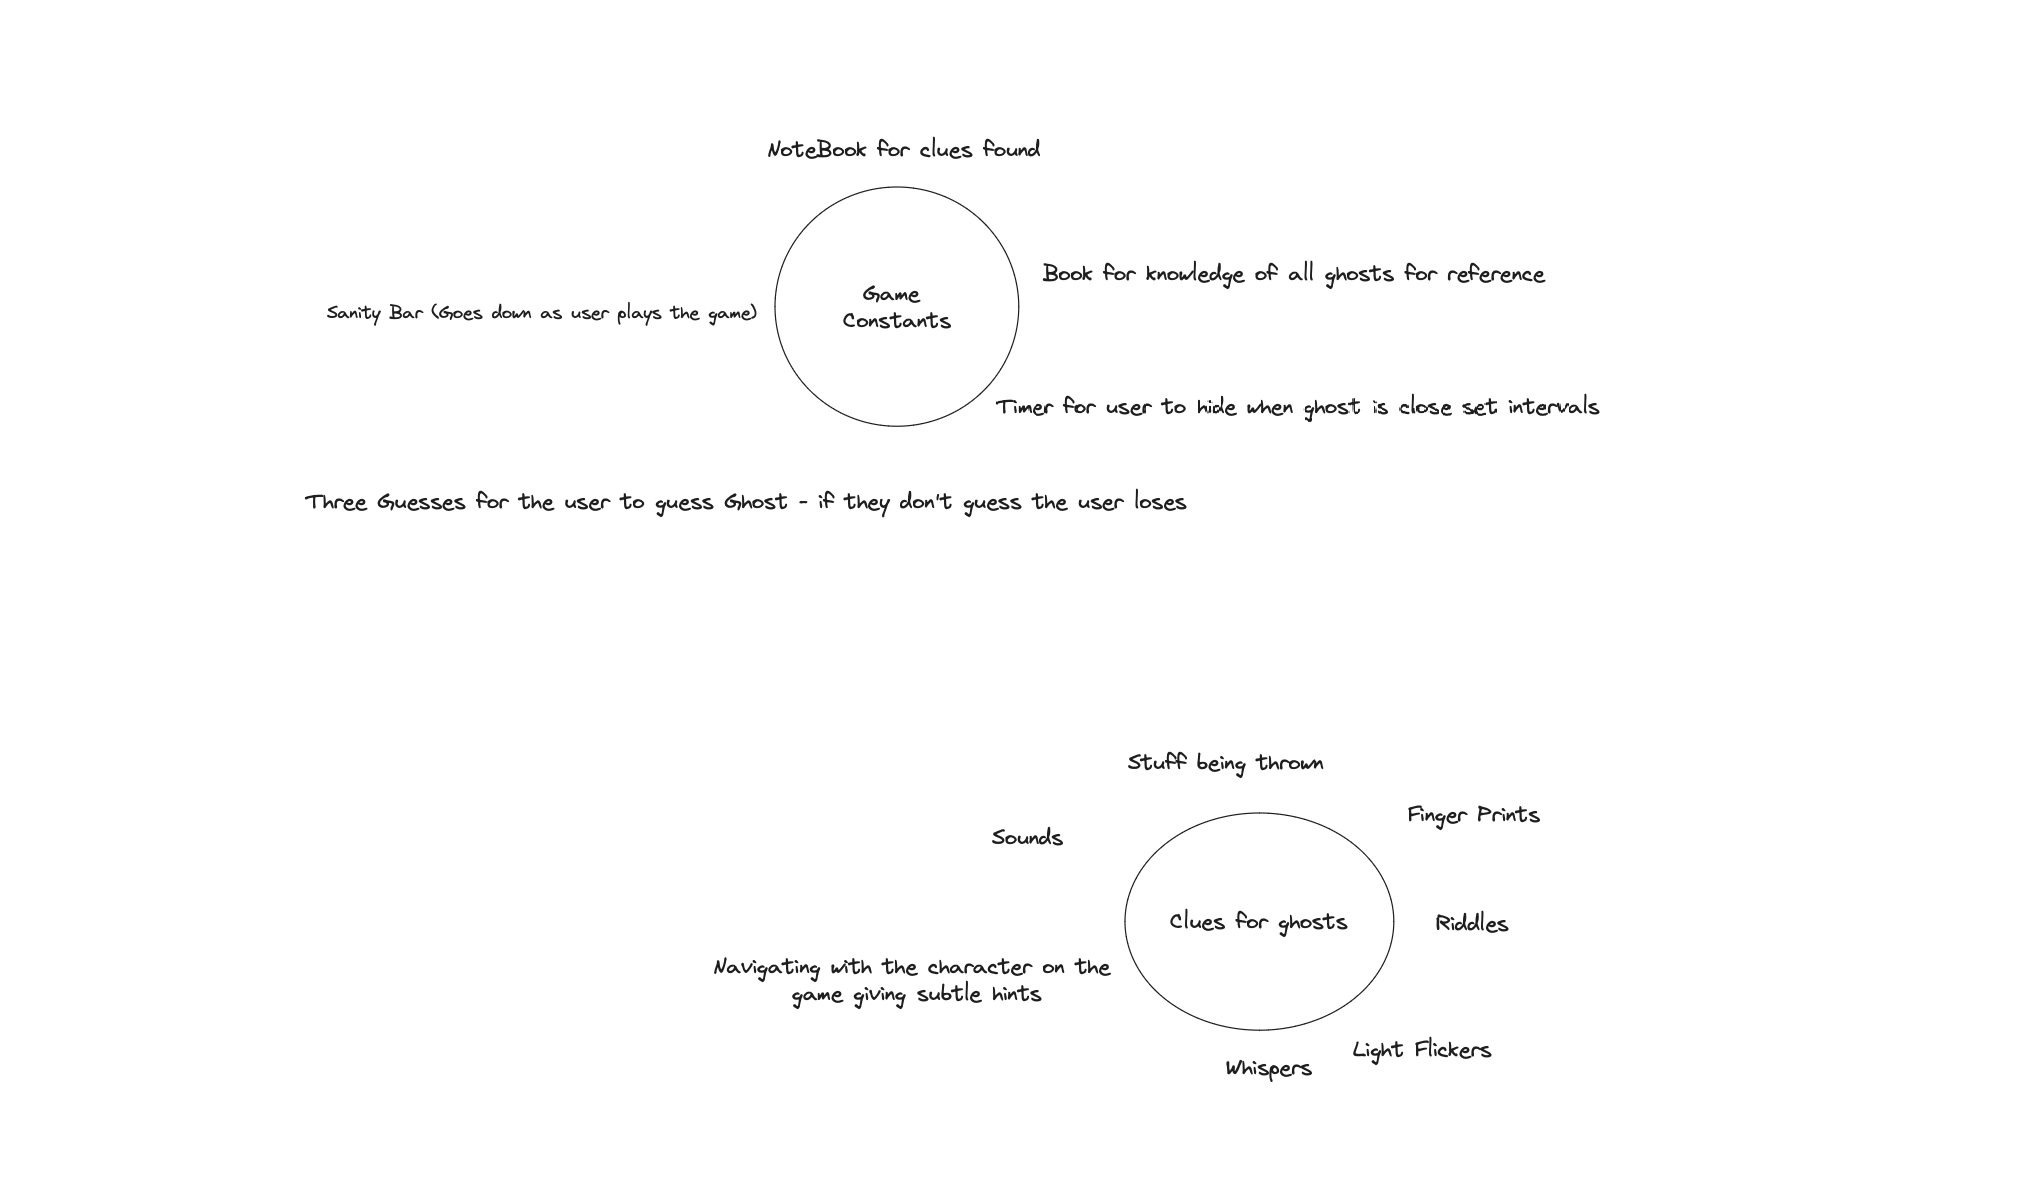 NoteBook for clues found
Book for knowledge of all ghosts for reference
Game
Constants
Sanity Bar (Goes down as user plays the game)
Timer for user to hide when ghost is close set intervals
Three Guesses for the user to guess Ghost - if they don't guess the user loses
Stuff being thrown
Finger Prints
Sounds
Clues for ghosts
Riddles
Navigating with the character on the
game giving subtle hints
Light Flickers
Whispers